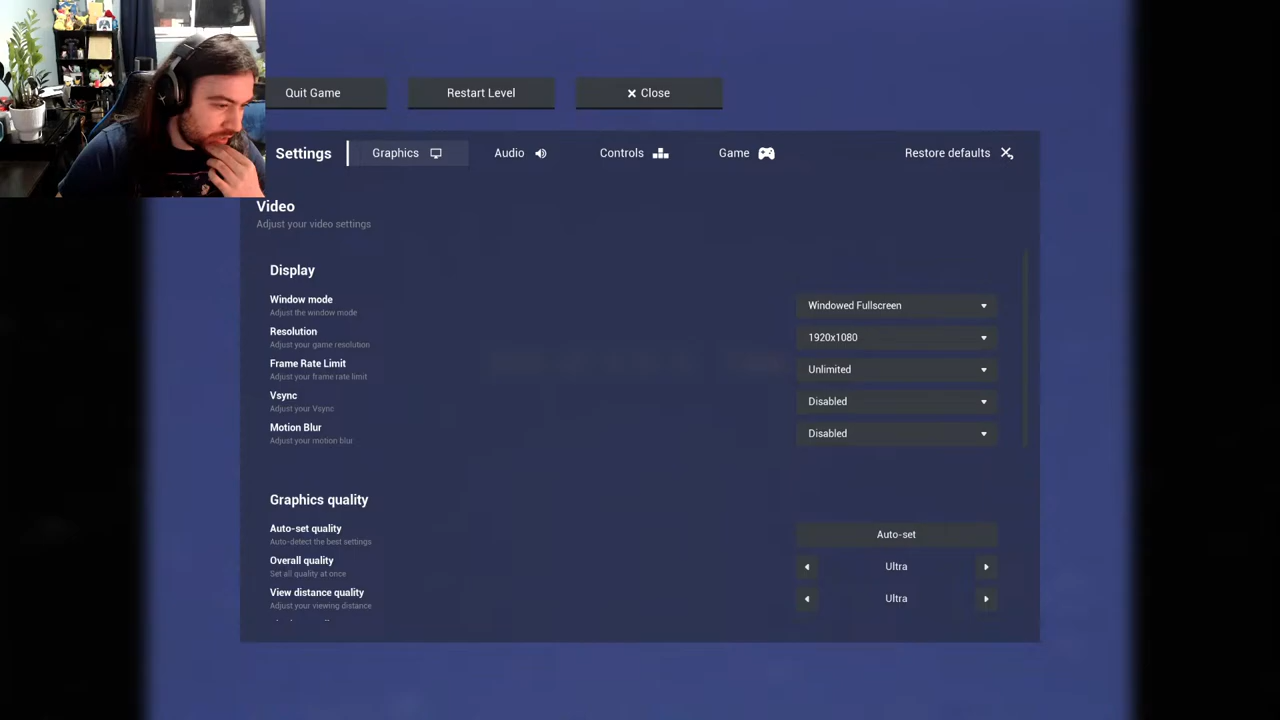 Quit Game
Restart Level
Close
Settings
Graphics
Audio
Controls
Game
Restore defaults
Video
Adjust your video settings
Display
Window mode
Windowed Fullscreen
Adjust the window mode
Resolution
1920x1080
Adjust your game resolution
Frame Rate Limit
Unlimited
Adjust your frame rate limit
Vsync
Disabled
Adjust your Vsync
Motion Blur
Disabled
Adjust your motion blur
Graphics quality
Auto-set quality
Auto-set
Auto-detect the best settings
Overall quality
Ultra
Set all quality at once
View distance quality
Ultra
Adjust your viewing distance